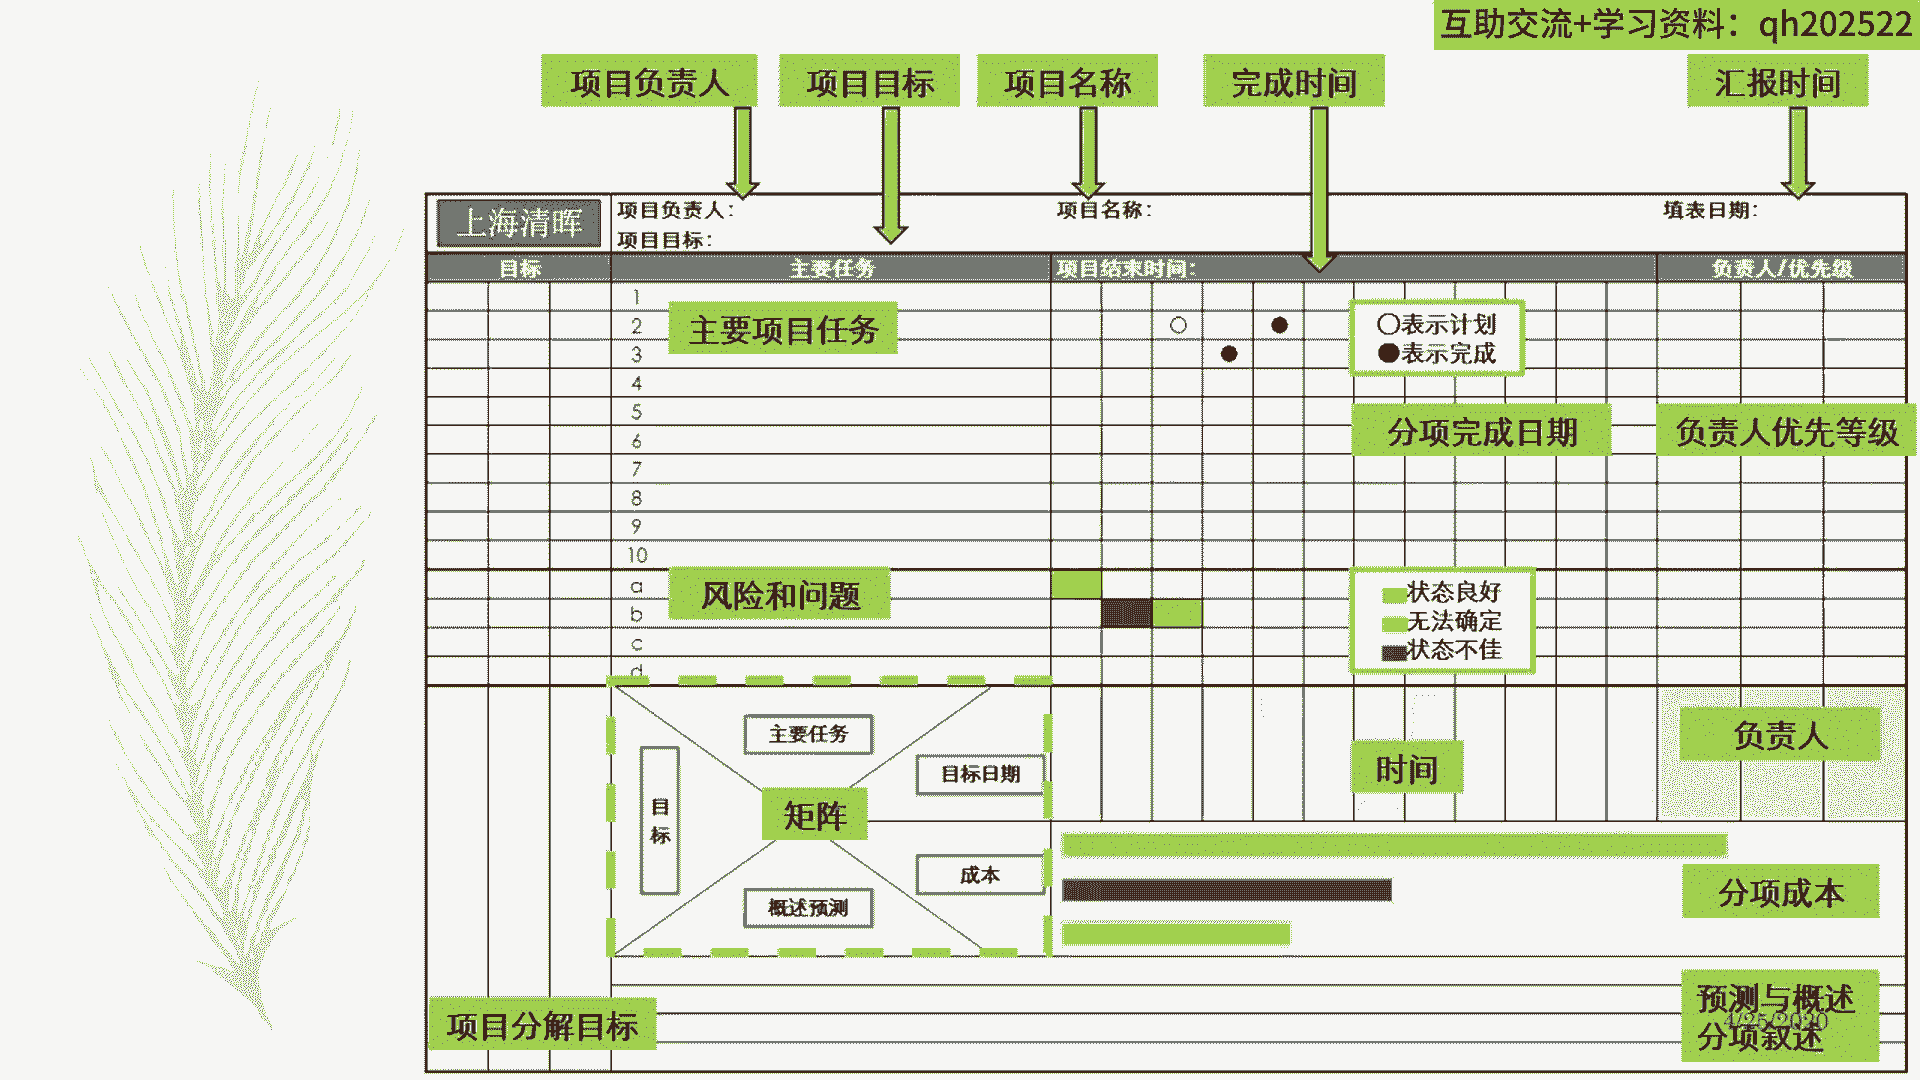 互助交流+学习资料：qh202522
项目负责人
项目目标
项目名称
完成时间
汇报时间
上海清晖
项目负责人：
项目名称：
填表日期：
项目目标：
目标
主要任务
项目结束时间：
负责人/优先级
1
主要项目任务
2
○表示计划
3
●表示完成
4
5
分项完成日期
负责人优先等级
6
7
8
9
10
a
风险和问题
状态良好
b
无法确定
c
状态不佳
d
主要任务
负责人
目标日期
时间
目标
矩阵
成本
分项成本
概述预测
预测与概述
4/25/2020
项目分解目标
分项叙述